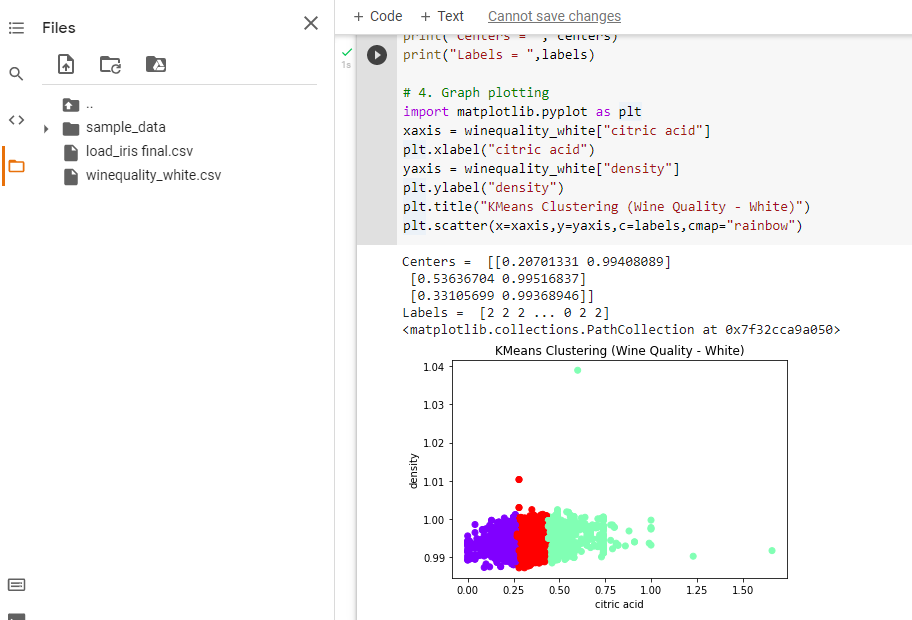 Files
..
sample_data
load_iris final.csv
winequality_white.csv
+ Code + Text Cannot save changes
print("Centers = ", centers)
1s
print("Labels = ",labels)
# 4. Graph plotting
import matplotlib.pyplot as plt
xaxis = winequality_white["citric acid"]
plt.xlabel("citric acid")
yaxis = winequality_white["density"]
plt.ylabel("density")
plt.title("KMeans Clustering (Wine Quality - White)")
plt.scatter(x=xaxis,y=yaxis,c=labels,cmap="rainbow")
Centers =  [[0.20701331 0.99408089]
[0.53636704 0.99516837]
[0.33105699 0.99368946]]
Labels =  [2 2 2 ... 0 2 2]
<matplotlib.collections.PathCollection at 0x7f32cca9a050>
KMeans Clustering (Wine Quality - White)
1.04
1.03
1.02
1.01
1.00
0.99
density
0.00 0.25 0.50 0.75 1.00 1.25 1.50
citric acid